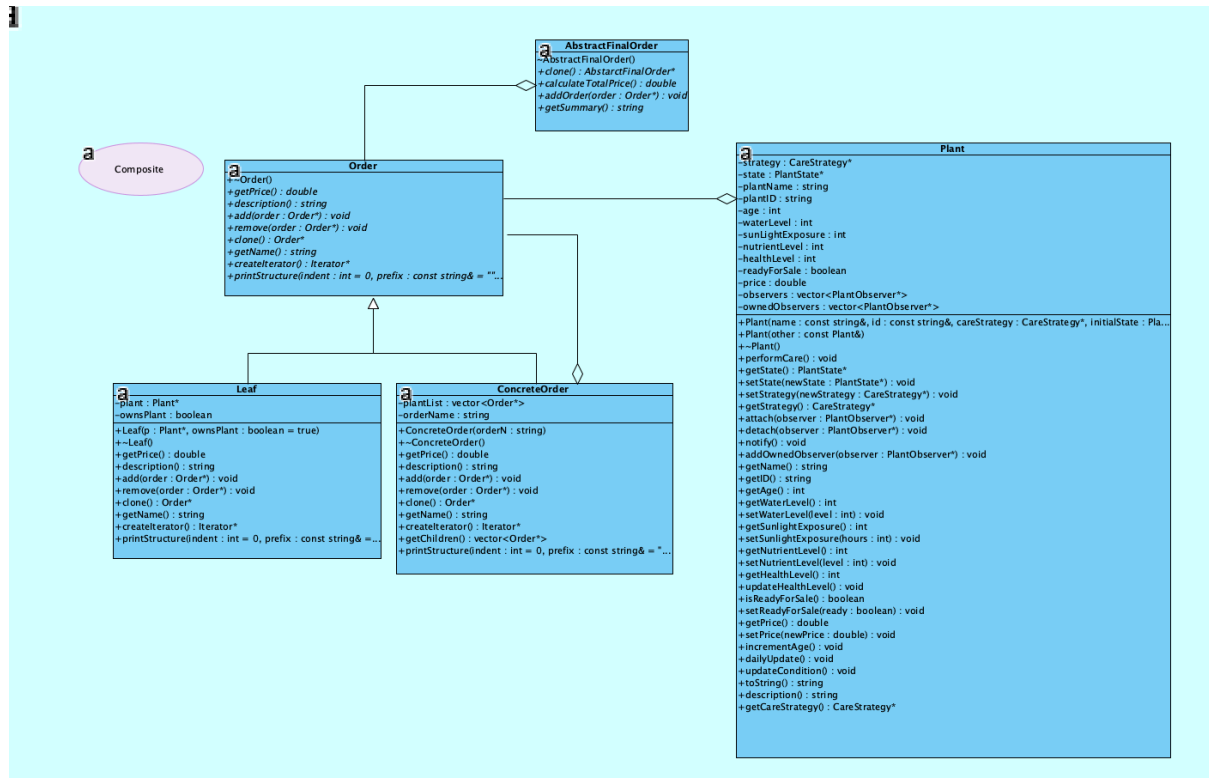 AbstractFinalOrder
~AbstractFinalOrder()
+clone() : AbstarctFinalOrder*
+calculateTotalPrice() : double
+addOrder(order : Order*) : void
+getSummary() : string
a
a
Composite
a
Order
+~Order()
+getPrice() : double
+description() : string
+add(order : Order*) : void
+remove(order : Order*) : void
+clone() : Order*
+getName() : string
+createIterator() : Iterator*
+printStructure(indent : int = 0, prefix : const string& = ""...
a
Plant
-strategy : CareStrategy*
-state : PlantState*
-plantName : string
-plantID : string
-age : int
-waterLevel : int
-sunLightExposure : int
-nutrientLevel : int
-healthLevel : int
-readyForSale : boolean
-price : double
-observers : vector<PlantObserver*>
-ownedObservers : vector<PlantObserver*>
+Plant(name : const string&, id : const string&, careStrategy : CareStrategy*, initialState : Pla...
+Plant(other : const Plant&)
+~Plant()
+performCare() : void
+getState() : PlantState*
+setState(newState : PlantState*) : void
+setStrategy(newStrategy : CareStrategy*) : void
+getStrategy() : CareStrategy*
+attach(observer : PlantObserver*) : void
+detach(observer : PlantObserver*) : void
+notify() : void
+addOwnedObserver(observer : PlantObserver*) : void
+getName() : string
+getID() : string
+getAge() : int
+getWaterLevel() : int
+setWaterLevel(level : int) : void
+getSunlightExposure() : int
+setSunlightExposure(hours : int) : void
+getNutrientLevel() : int
+setNutrientLevel(level : int) : void
+getHealthLevel() : int
+updateHealthLevel() : void
+isReadyForSale() : boolean
+setReadyForSale(ready : boolean) : void
+getPrice() : double
+setPrice(newPrice : double) : void
+incrementAge() : void
+dailyUpdate() : void
+updateCondition() : void
+toString() : string
+description() : string
+getCareStrategy() : CareStrategy*
a
Leaf
-plant : Plant*
-ownsPlant : boolean
+Leaf(p : Plant*, ownsPlant : boolean = true)
+~Leaf()
+getPrice() : double
+description() : string
+add(order : Order*) : void
+remove(order : Order*) : void
+clone() : Order*
+getName() : string
+createIterator() : Iterator*
+printStructure(indent : int = 0, prefix : const string& =...
a
ConcreteOrder
-plantList : vector<Order*>
-orderName : string
+ConcreteOrder(orderN : string)
+~ConcreteOrder()
+getPrice() : double
+description() : string
+add(order : Order*) : void
+remove(order : Order*) : void
+clone() : Order*
+getName() : string
+createIterator() : Iterator*
+getChildren() : vector<Order*>
+printStructure(indent : int = 0, prefix : const string& = "...